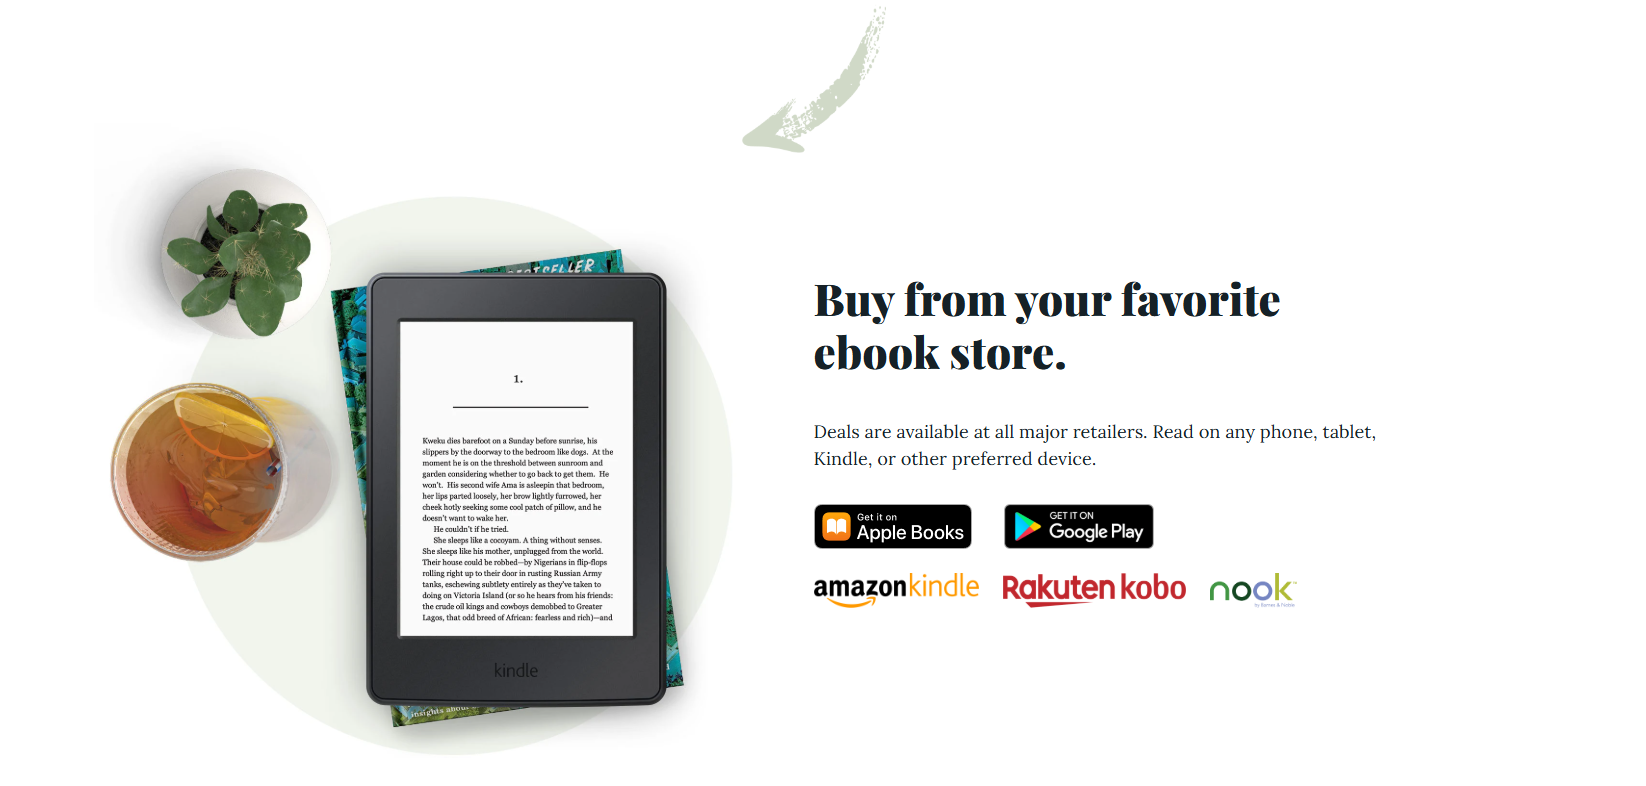 BESTSELLER
1.
Kweku dies barefoot on a Sunday before sunrise, his
slippers by the doorway to the bedroom like dogs. At the
moment he is on the threshold between sunroom and
garden considering whether to go back to get them. He
won't. His second wife Ama is asleepin that bedroom,
her lips parted loosely, her brow lightly furrowed, her
cheek hotly seeking some cool patch of pillow, and he
doesn't want to wake her.
He couldn't if he tried.
She sleeps like a cocoyam. A thing without senses.
She sleeps like his mother, unplugged from the world.
Their house could be robbed—by Nigerians in flip-flops
rolling right up to their door in rusting Russian Army
tanks, eschewing subtlety entirely as they've taken to
doing on Victoria Island (or so he hears from his friends:
the crude oil kings and cowboys demobbed to Greater
Lagos, that odd breed of African: fearless and rich)—and
kindle
insights about
Buy from your favorite
ebook store.
Deals are available at all major retailers. Read on any phone, tablet,
Kindle, or other preferred device.
Get it on
Apple Books
GET IT ON
Google Play
amazonkindle
Rakuten kobo
nook
by Barnes & Noble